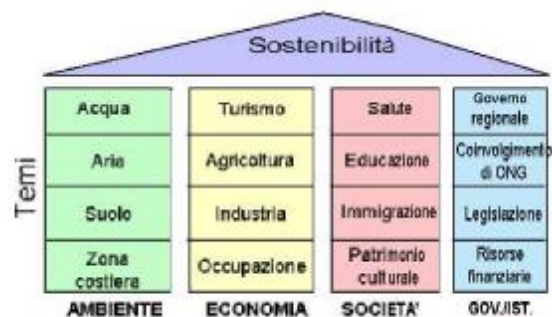 Sostenibilità
Temi
Acqua
Aria
Suolo
Zona
costiera
AMBIENTE
Turismo
Agricoltura
Industria
Occupazione
ECONOMIA
Salute
Educazione
Immigrazione
Patrimonio
culturale
SOCIETA'
Governo
regionale
Coinvolgimento
di ONG
Legislazione
Risorse
finanziarie
GOV./IST.